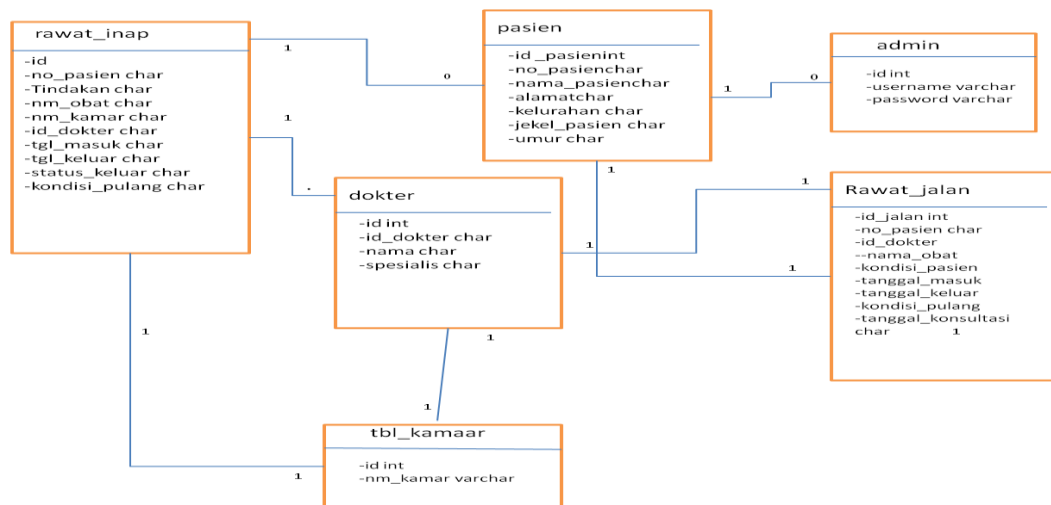 rawat_inap
-id
-no_pasien char
-Tindakan char
-nm_obat char
-nm_kamar char
-id_dokter char
-tgl_masuk char
-tgl_keluar char
-status_keluar char
-kondisi_pulang char
1
0
1
.
1
1
pasien
-id _pasienint
-no_pasienchar
-nama_pasienchar
-alamatchar
-kelurahan char
-jekel_pasien char
-umur char
1
0
1
1
admin
-id int
-username varchar
-password varchar
dokter
-id int
-id_dokter char
-nama char
-spesialis char
1
1
1
1
Rawat_jalan
-id_jalan int
-no_pasien char
-id_dokter
--nama_obat
-kondisi_pasien
-tanggal_masuk
-tanggal_keluar
-kondisi_pulang
-tanggal_konsultasi
char 1
tbl_kamaar
-id int
-nm_kamar varchar